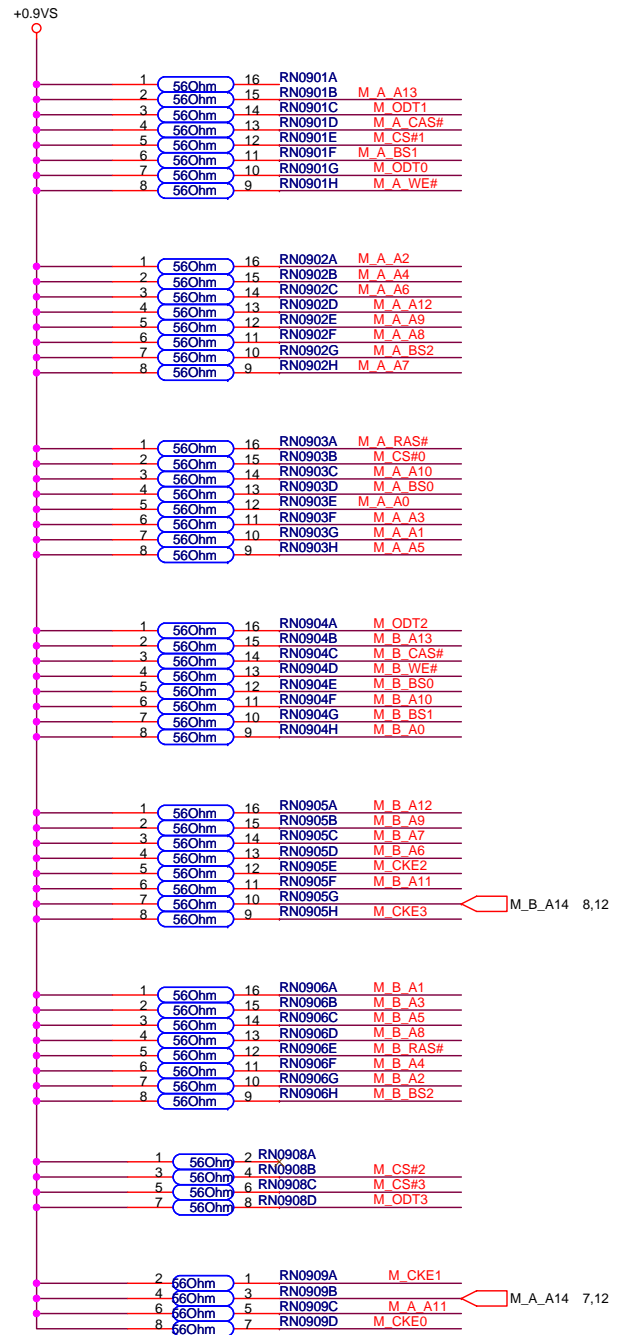 +0.9VS
1 56Ohm 16 RN0901A
2 56Ohm 15 RN0901B M_A_A13
3 56Ohm 14 RN0901C M_ODT1
4 56Ohm 13 RN0901D M_A_CAS#
5 56Ohm 12 RN0901E M_CS#1
6 56Ohm 11 RN0901F M_A_BS1
7 56Ohm 10 RN0901G M_ODT0
8 56Ohm 9 RN0901H M_A_WE#
1 56Ohm 16 RN0902A M_A_A2
2 56Ohm 15 RN0902B M_A_A4
3 56Ohm 14 RN0902C M_A_A6
4 56Ohm 13 RN0902D M_A_A12
5 56Ohm 12 RN0902E M_A_A9
6 56Ohm 11 RN0902F M_A_A8
7 56Ohm 10 RN0902G M_A_BS2
8 56Ohm 9 RN0902H M_A_A7
1 56Ohm 16 RN0903A M_A_RAS#
2 56Ohm 15 RN0903B M_CS#0
3 56Ohm 14 RN0903C M_A_A10
4 56Ohm 13 RN0903D M_A_BS0
5 56Ohm 12 RN0903E M_A_A0
6 56Ohm 11 RN0903F M_A_A3
7 56Ohm 10 RN0903G M_A_A1
8 56Ohm 9 RN0903H M_A_A5
1 56Ohm 16 RN0904A M_ODT2
2 56Ohm 15 RN0904B M_B_A13
3 56Ohm 14 RN0904C M_B_CAS#
4 56Ohm 13 RN0904D M_B_WE#
5 56Ohm 12 RN0904E M_B_BS0
6 56Ohm 11 RN0904F M_B_A10
7 56Ohm 10 RN0904G M_B_BS1
8 56Ohm 9 RN0904H M_B_A0
1 56Ohm 16 RN0905A M_B_A12
2 56Ohm 15 RN0905B M_B_A9
3 56Ohm 14 RN0905C M_B_A7
4 56Ohm 13 RN0905D M_B_A6
5 56Ohm 12 RN0905E M_CKE2
6 56Ohm 11 RN0905F M_B_A11
7 56Ohm 10 RN0905G M_B_A14 8,12
8 56Ohm 9 RN0905H M_CKE3
1 56Ohm 16 RN0906A M_B_A1
2 56Ohm 15 RN0906B M_B_A3
3 56Ohm 14 RN0906C M_B_A5
4 56Ohm 13 RN0906D M_B_A8
5 56Ohm 12 RN0906E M_B_RAS#
6 56Ohm 11 RN0906F M_B_A4
7 56Ohm 10 RN0906G M_B_A2
8 56Ohm 9 RN0906H M_B_BS2
1 56Ohm 2 RN0908A
3 56Ohm 4 RN0908B M_CS#2
5 56Ohm 6 RN0908C M_CS#3
7 56Ohm 8 RN0908D M_ODT3
2 56Ohm 1 RN0909A M_CKE1
4 56Ohm 3 RN0909B M_A_A14 7,12
6 56Ohm 5 RN0909C M_A_A11
8 56Ohm 7 RN0909D M_CKE0